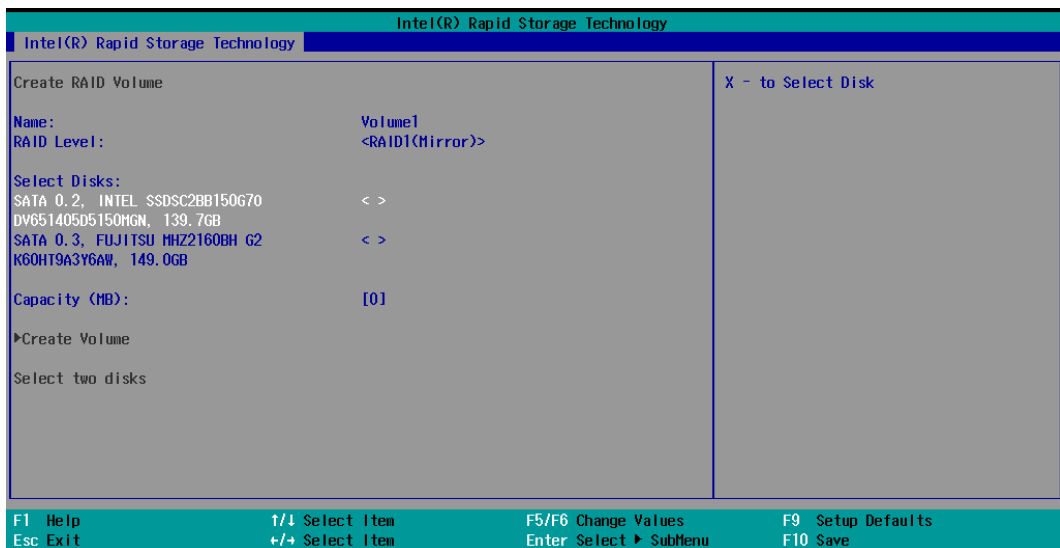 Intel(R) Rapid Storage Technology
Intel(R) Rapid Storage Technology
Create RAID Volume
X - to Select Disk
Name: Volume1
RAID Level: <RAID1(Mirror)>
Select Disks:
SATA 0.2, INTEL SSDSC2BB150G70 < >
DV651405D5150MGN, 139.7GB
SATA 0.3, FUJITSU MHZ2160BH G2 < >
K60HT9A3Y6AW, 149.0GB
Capacity (MB): [0]
▶Create Volume
Select two disks
F1 Help ↑/↓ Select Item F5/F6 Change Values F9 Setup Defaults
Esc Exit ←/→ Select Item Enter Select ▶ SubMenu F10 Save